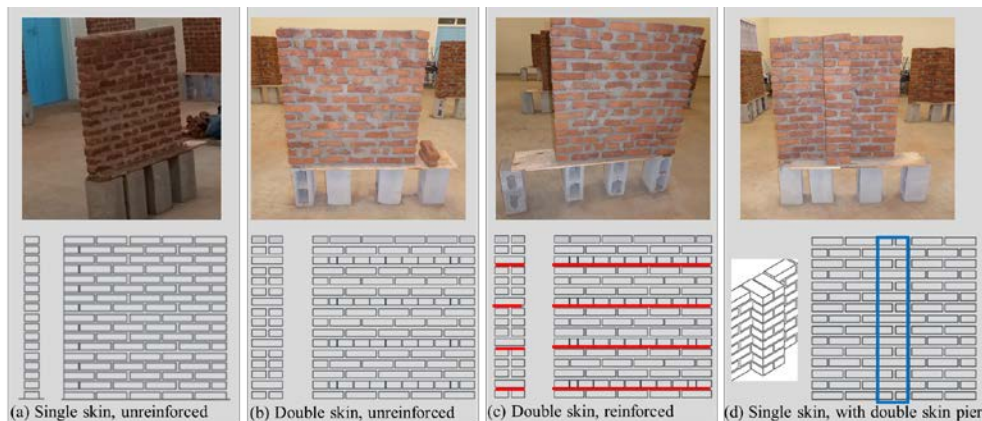 (a) Single skin, unreinforced
(b) Double skin, unreinforced
(c) Double skin, reinforced
(d) Single skin, with double skin pier